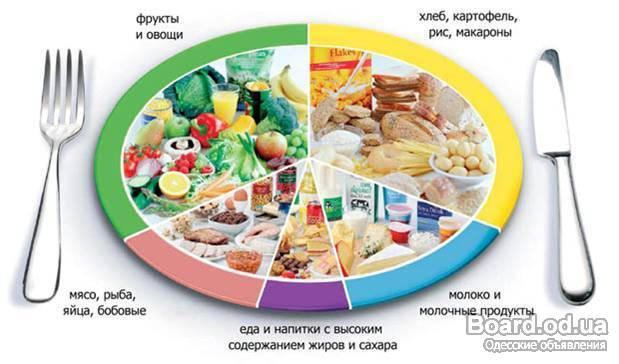 фрукты
и овощи
хлеб, картофель,
рис, макароны
Flakes
мясо, рыба,
яйца, бобовые
молоко и
молочные продукты
еда и напитки с высоким
содержанием жиров и сахара
Board.od.ua
Одесские объявления